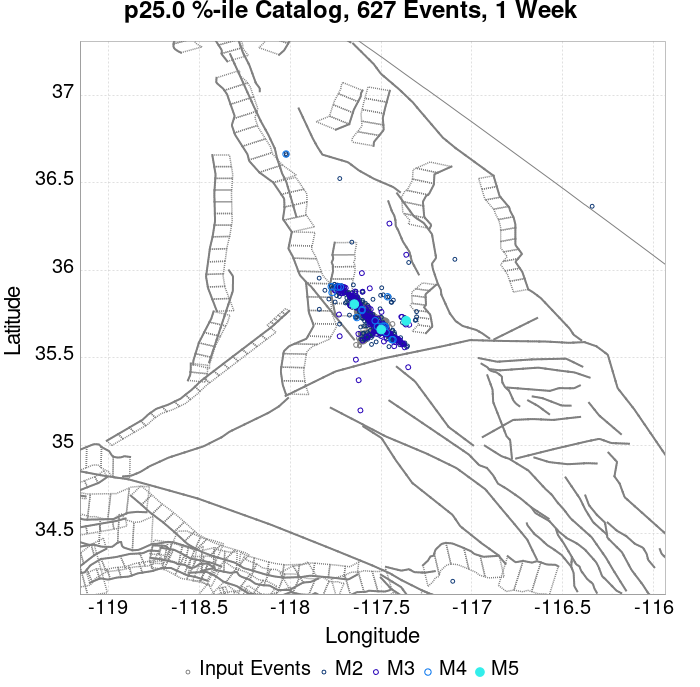 p25.0 %-ile Catalog, 627 Events, 1 Week
37
36.5
36
35.5
35
34.5
Latitude
-119
-118.5
-118
-117.5
-117
-116.5
-116
Longitude
Input Events
M2
M3
M4
M5